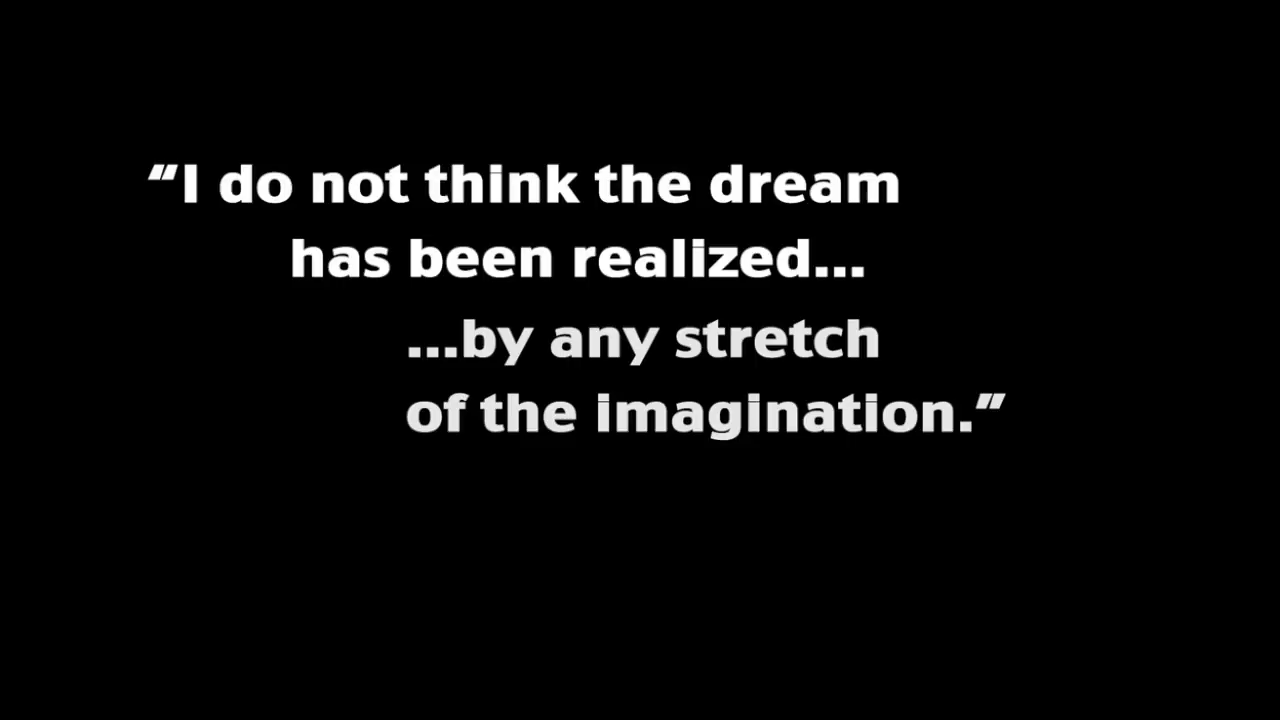 “I do not think the dream
has been realized...
...by any stretch
of the imagination.”